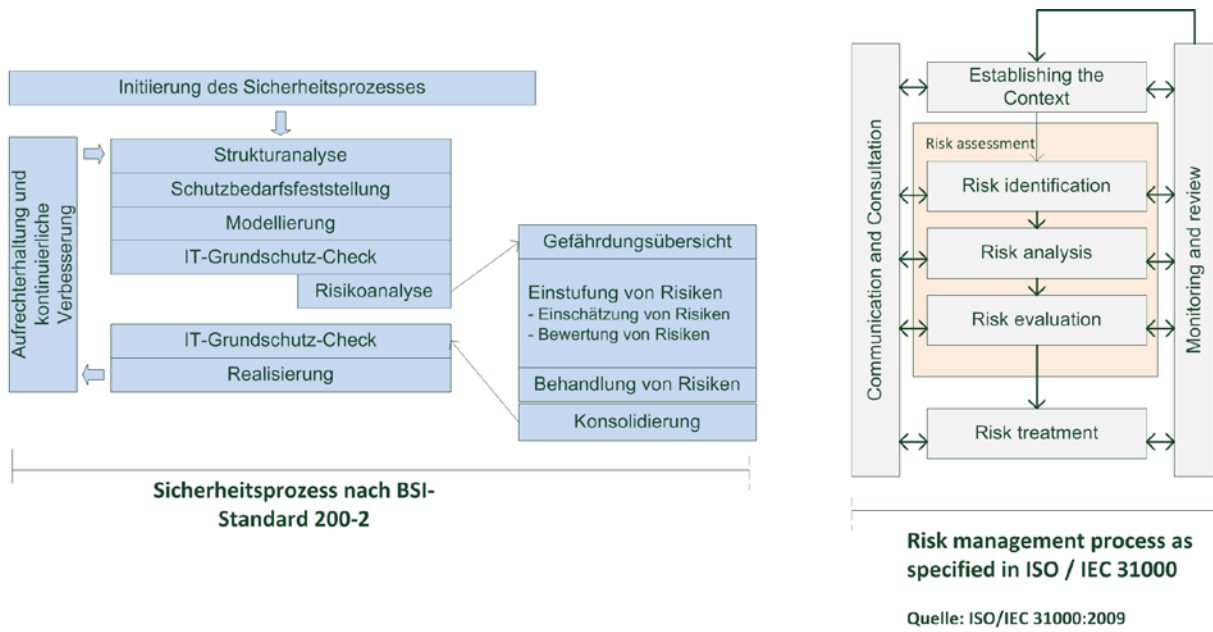 Initiierung des Sicherheitsprozesses
Aufrechterhaltung und
kontinuierliche
Verbesserung
Strukturanalyse
Schutzbedarfsfeststellung
Modellierung
IT-Grundschutz-Check
Risikoanalyse
IT-Grundschutz-Check
Realisierung
Gefährdungsübersicht
Einstufung von Risiken
- Einschätzung von Risiken
- Bewertung von Risiken
Behandlung von Risiken
Konsolidierung
Sicherheitsprozess nach BSI-
Standard 200-2
Communication and Consultation
Establishing the
Context
Risk assessment
Risk identification
Risk analysis
Risk evaluation
Risk treatment
Monitoring and review
Risk management process as
specified in ISO / IEC 31000
Quelle: ISO/IEC 31000:2009